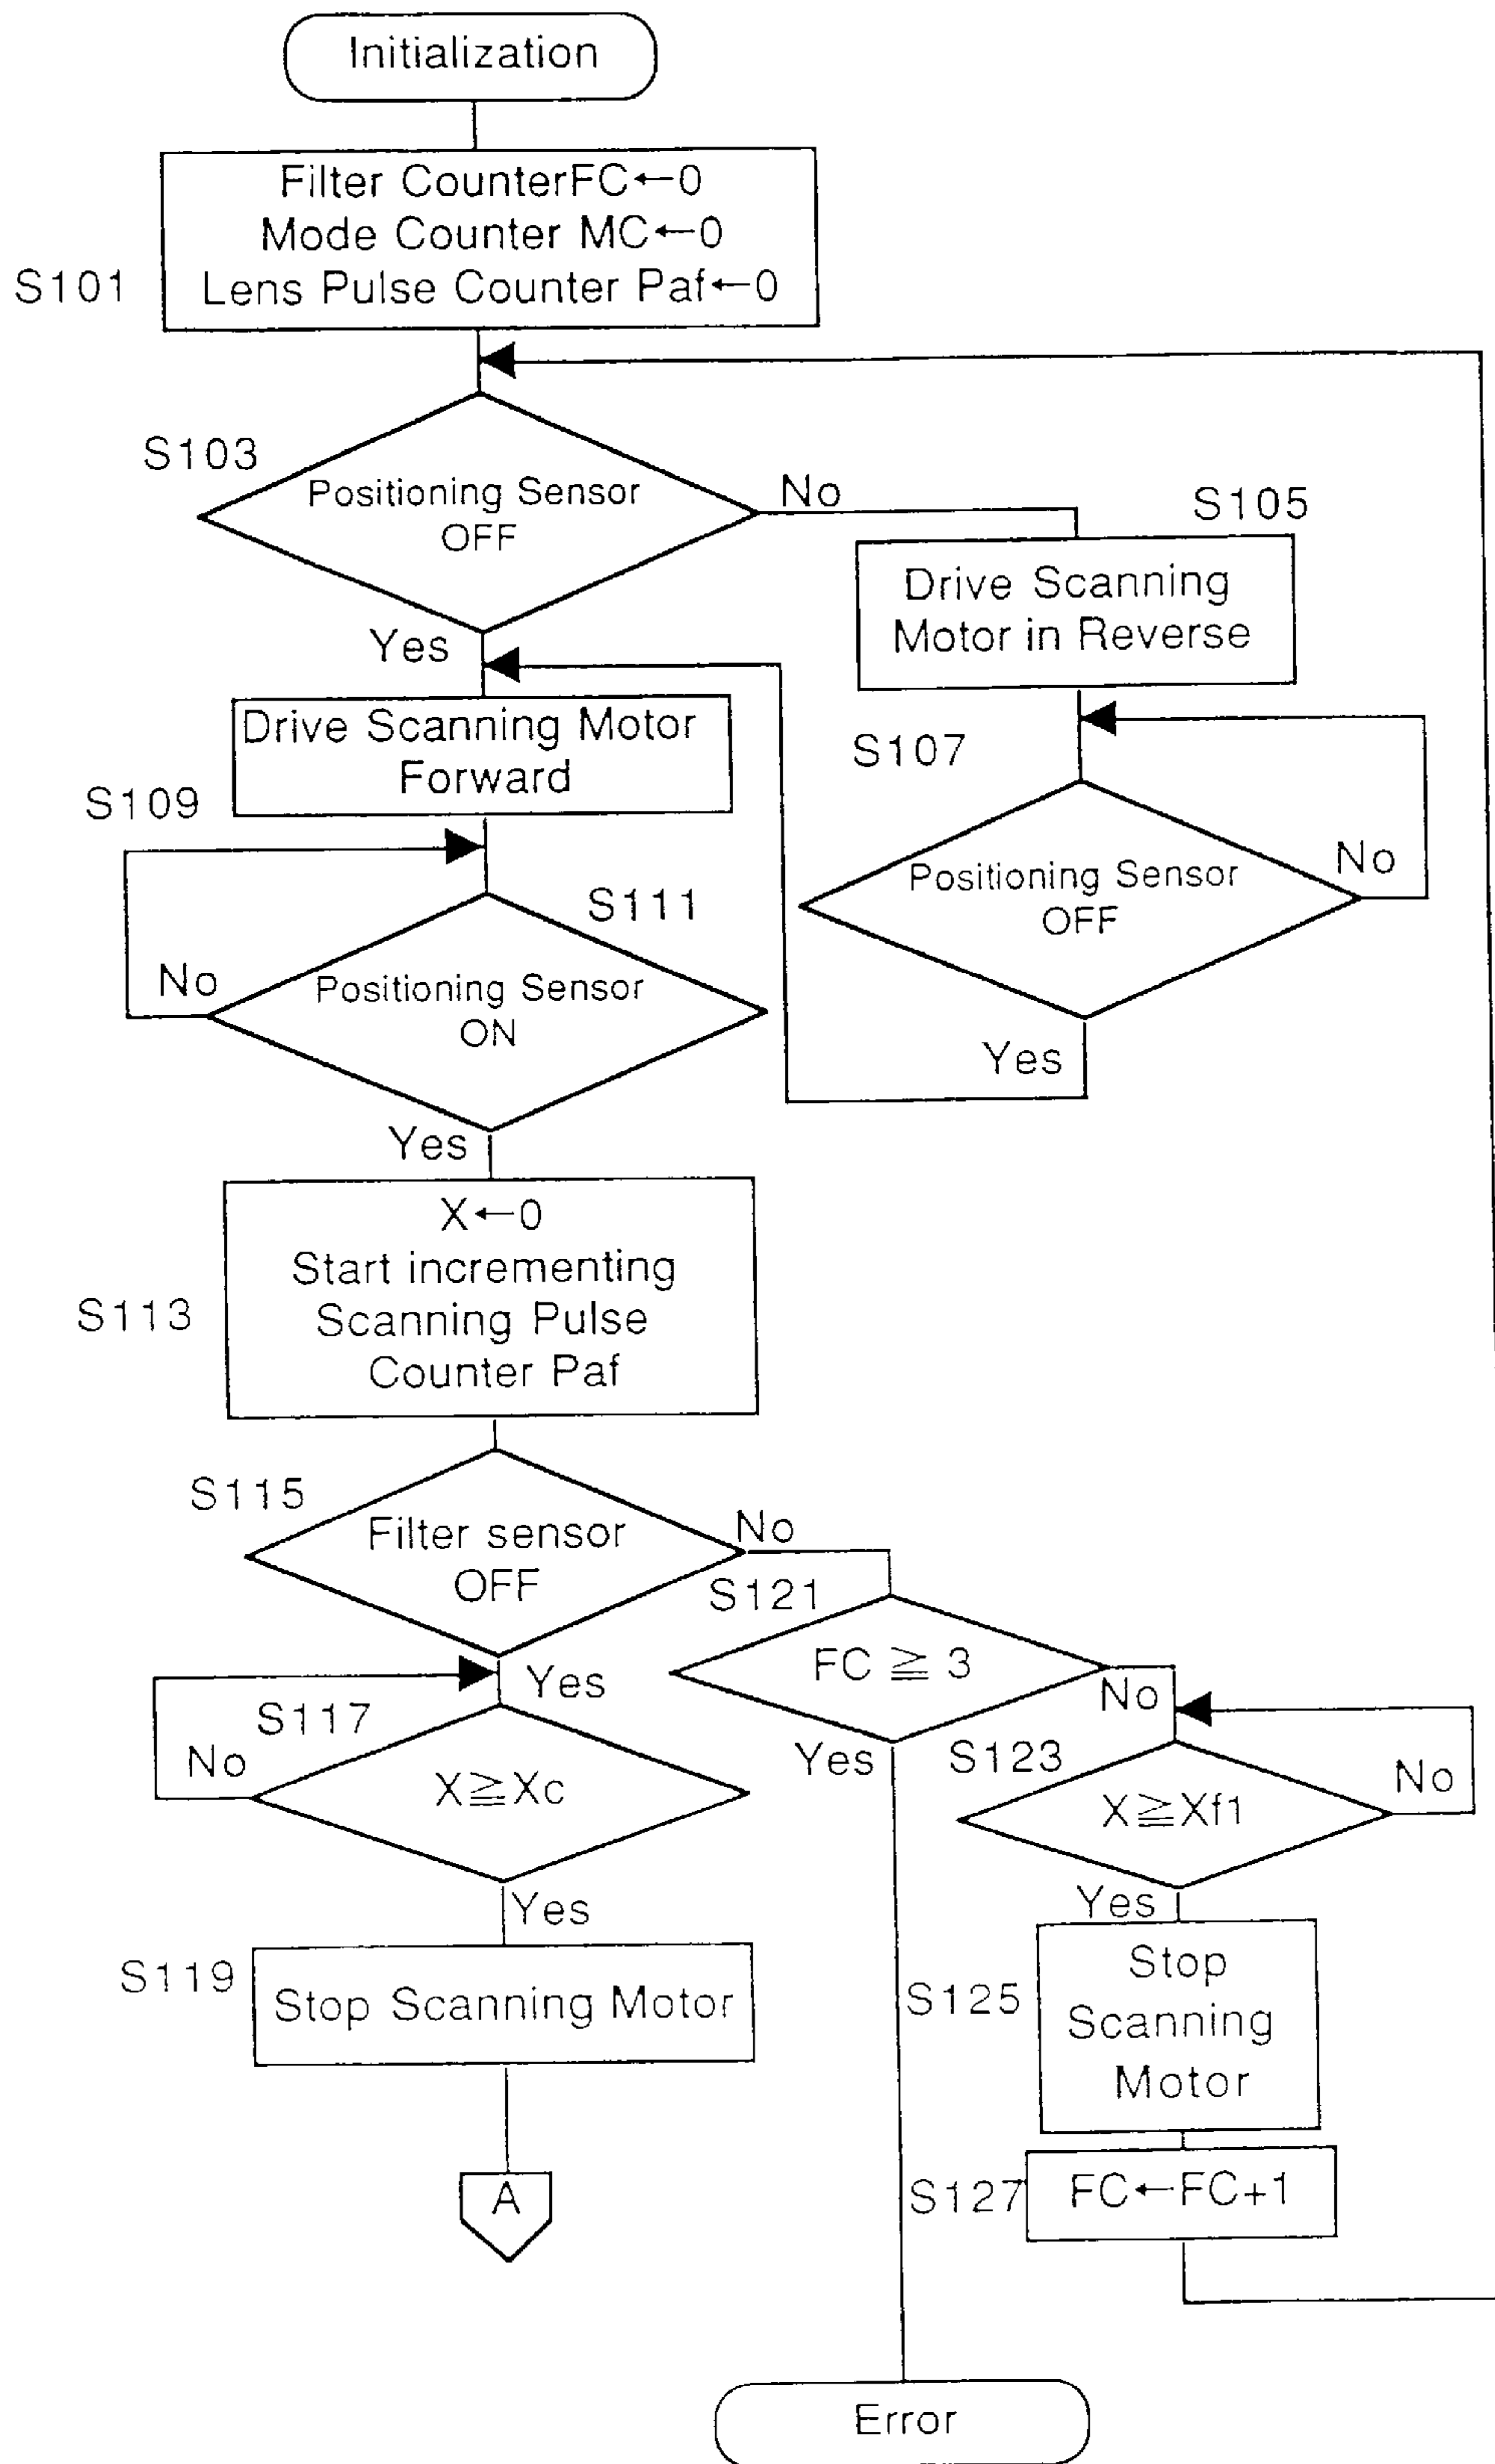 Initialization
Filter CounterFC←0
Mode Counter MC←0
S101
Lens Pulse Counter Paf←0
S103
Positioning Sensor
OFF
No
Yes
S105
Drive Scanning
Motor in Reverse
Drive Scanning Motor
Forward
S107
S109
Positioning Sensor
OFF
No
Yes
S111
No
Positioning Sensor
ON
Yes
X←0
Start incrementing
S113
Scanning Pulse
Counter Paf
S115
Filter sensor
OFF
No
Yes
S121
FC ≧ 3
No
Yes
S117
No
X≧Xc
Yes
S123
X≧Xf1
No
Yes
S119
Stop Scanning Motor
S125
Stop
Scanning
Motor
A
S127
FC←FC+1
Error